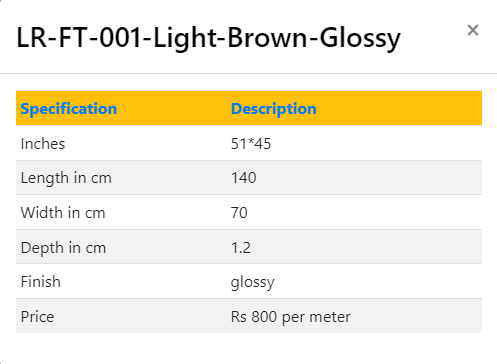 LR-FT-001-Light-Brown-Glossy ×
Specification Description
Inches 51*45
Length in cm 140
Width in cm 70
Depth in cm 1.2
Finish glossy
Price Rs 800 per meter